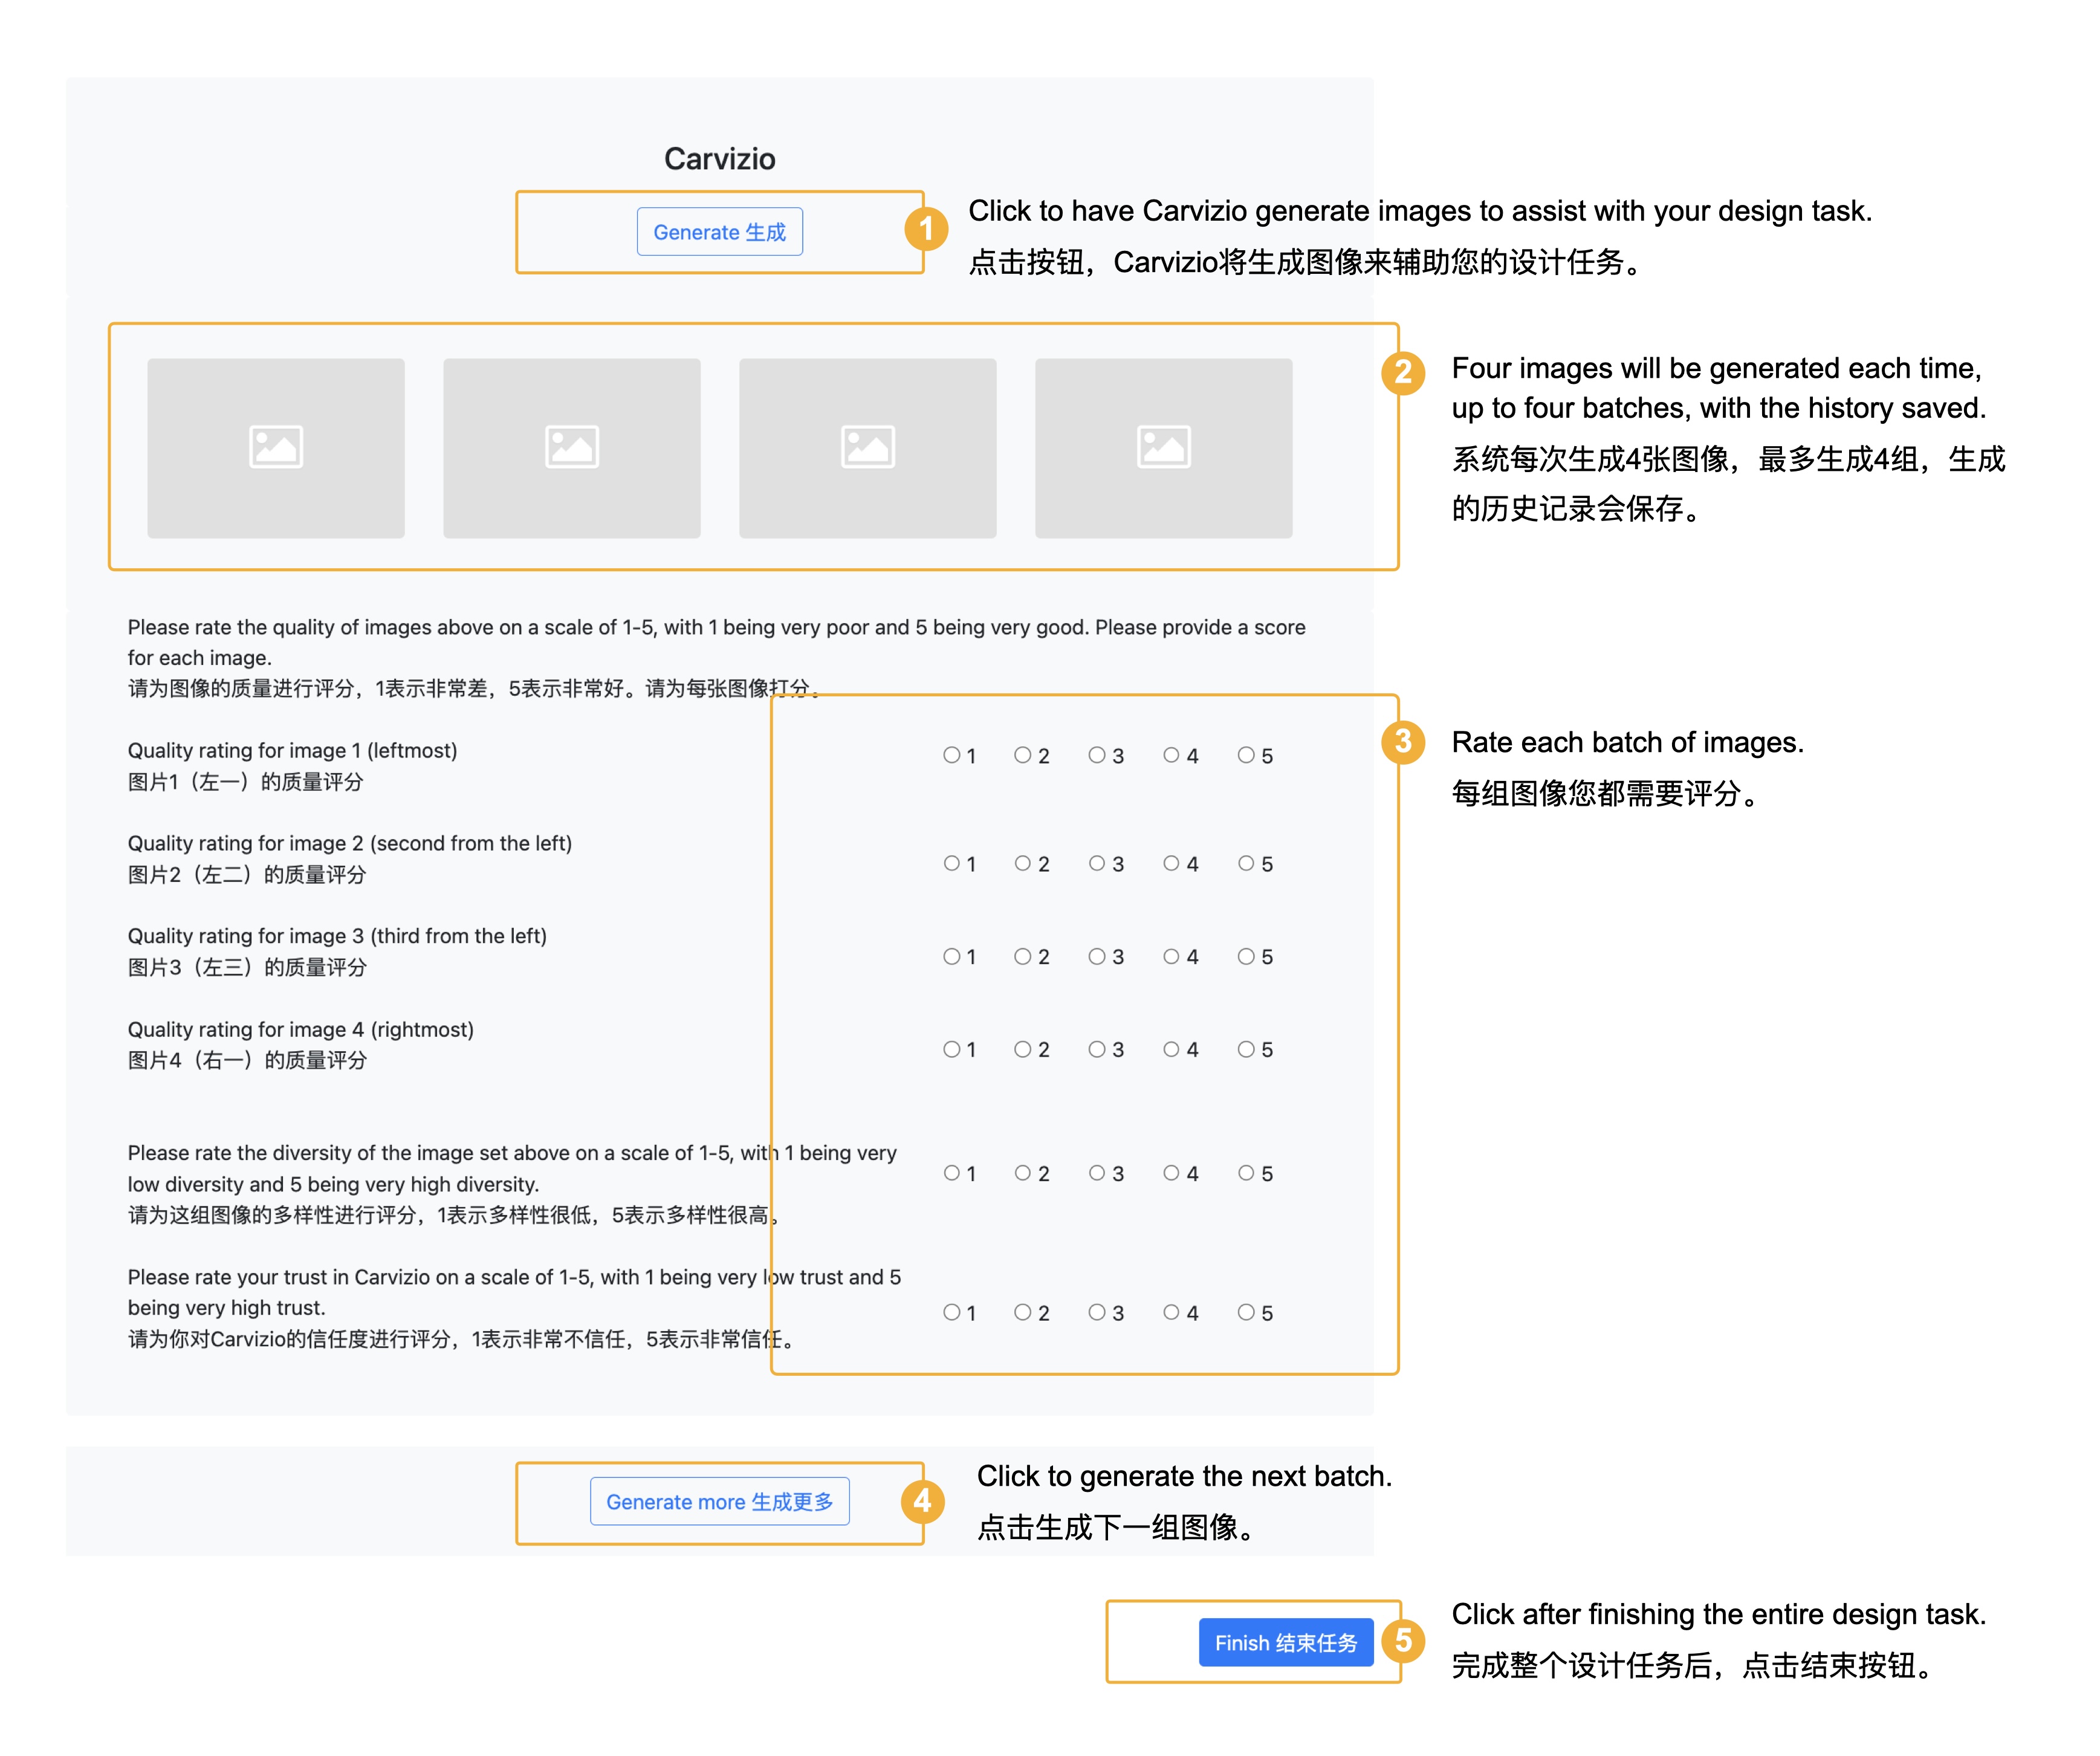 Carvizio
Generate 生成
1
Click to have Carvizio generate images to assist with your design task.
点击按钮，Carvizio将生成图像来辅助您的设计任务。
2
Four images will be generated each time,
up to four batches, with the history saved.
系统每次生成4张图像，最多生成4组，生成
的历史记录会保存。
Please rate the quality of images above on a scale of 1-5, with 1 being very poor and 5 being very good. Please provide a score
for each image.
请为图像的质量进行评分，1表示非常差，5表示非常好。请为每张图像打分。
3
Rate each batch of images.
每组图像您都需要评分。
Quality rating for image 1 (leftmost)
图片1（左一）的质量评分
1 2 3 4 5
Quality rating for image 2 (second from the left)
图片2（左二）的质量评分
1 2 3 4 5
Quality rating for image 3 (third from the left)
图片3（左三）的质量评分
1 2 3 4 5
Quality rating for image 4 (rightmost)
图片4（右一）的质量评分
1 2 3 4 5
Please rate the diversity of the image set above on a scale of 1-5, with 1 being very
low diversity and 5 being very high diversity.
请为这组图像的多样性进行评分，1表示多样性很低，5表示多样性很高。
1 2 3 4 5
Please rate your trust in Carvizio on a scale of 1-5, with 1 being very low trust and 5
being very high trust.
请为你对Carvizio的信任度进行评分，1表示非常不信任，5表示非常信任。
1 2 3 4 5
Generate more 生成更多
4
Click to generate the next batch.
点击生成下一组图像。
Finish 结束任务
5
Click after finishing the entire design task.
完成整个设计任务后，点击结束按钮。